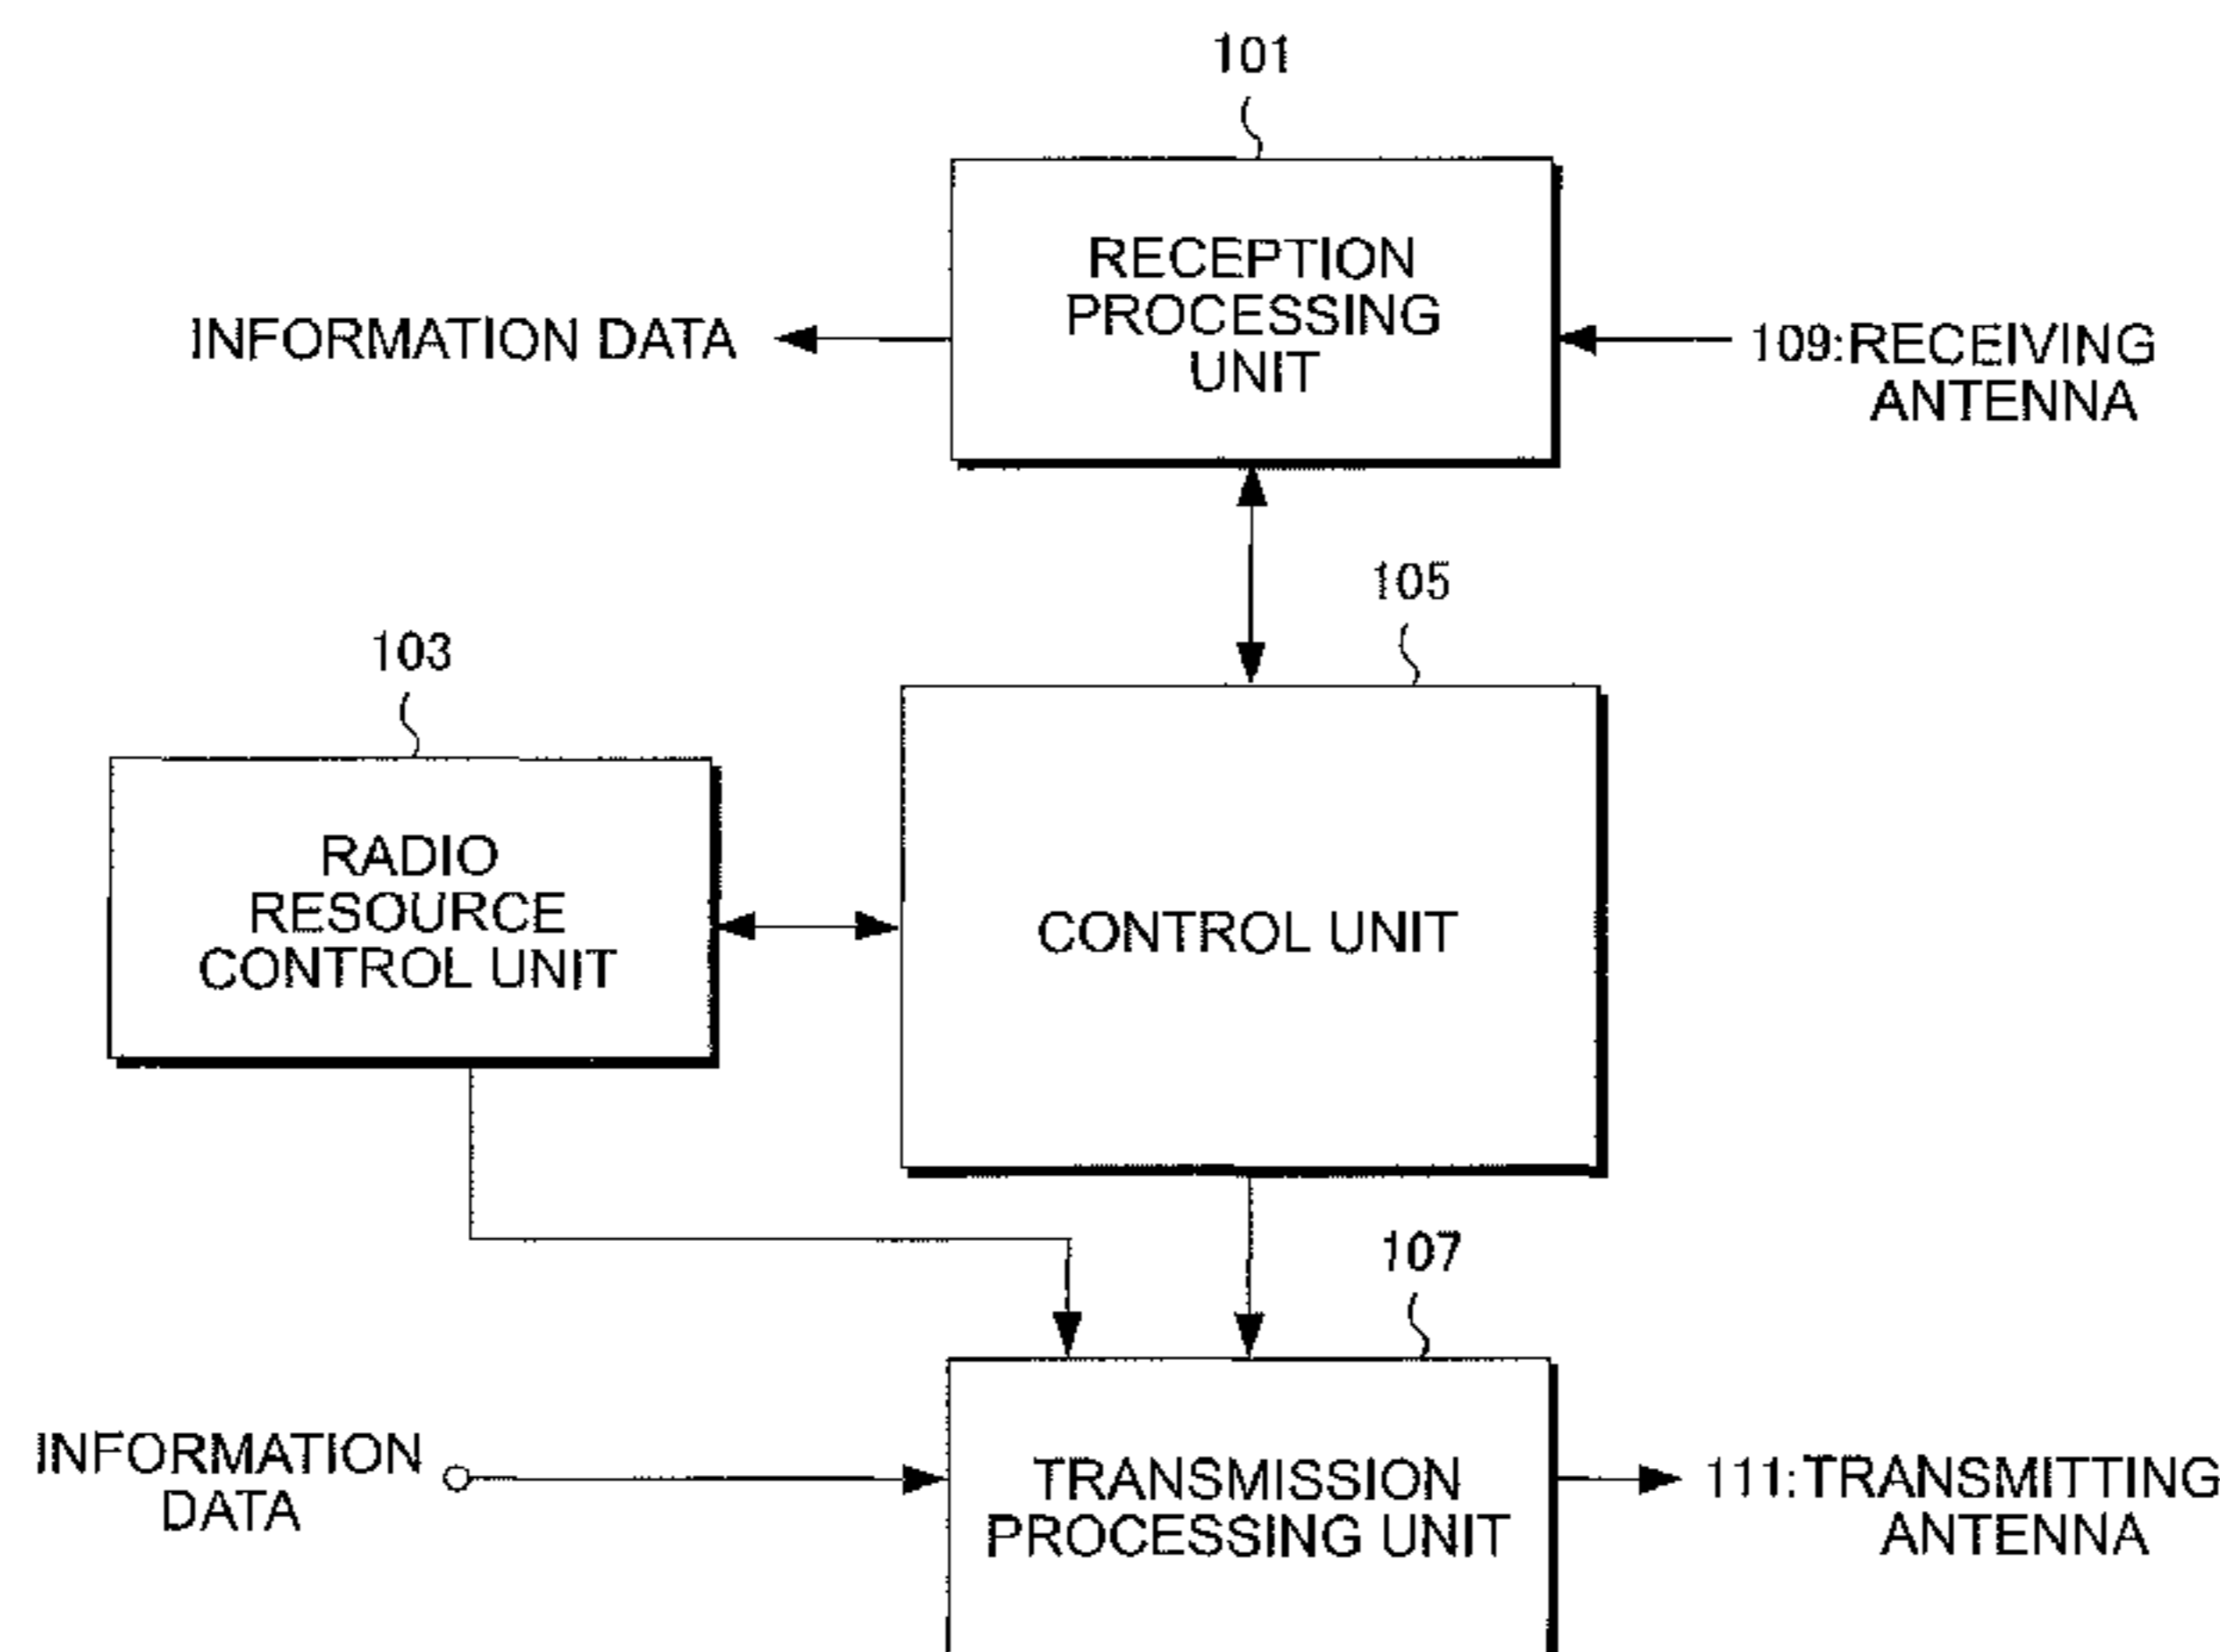 101
RECEPTION
PROCESSING
UNIT
INFORMATION DATA
109:RECEIVING
ANTENNA
105
103
RADIO
RESOURCE
CONTROL UNIT
CONTROL UNIT
107
INFORMATION
DATA
TRANSMISSION
PROCESSING UNIT
111:TRANSMITTING
ANTENNA